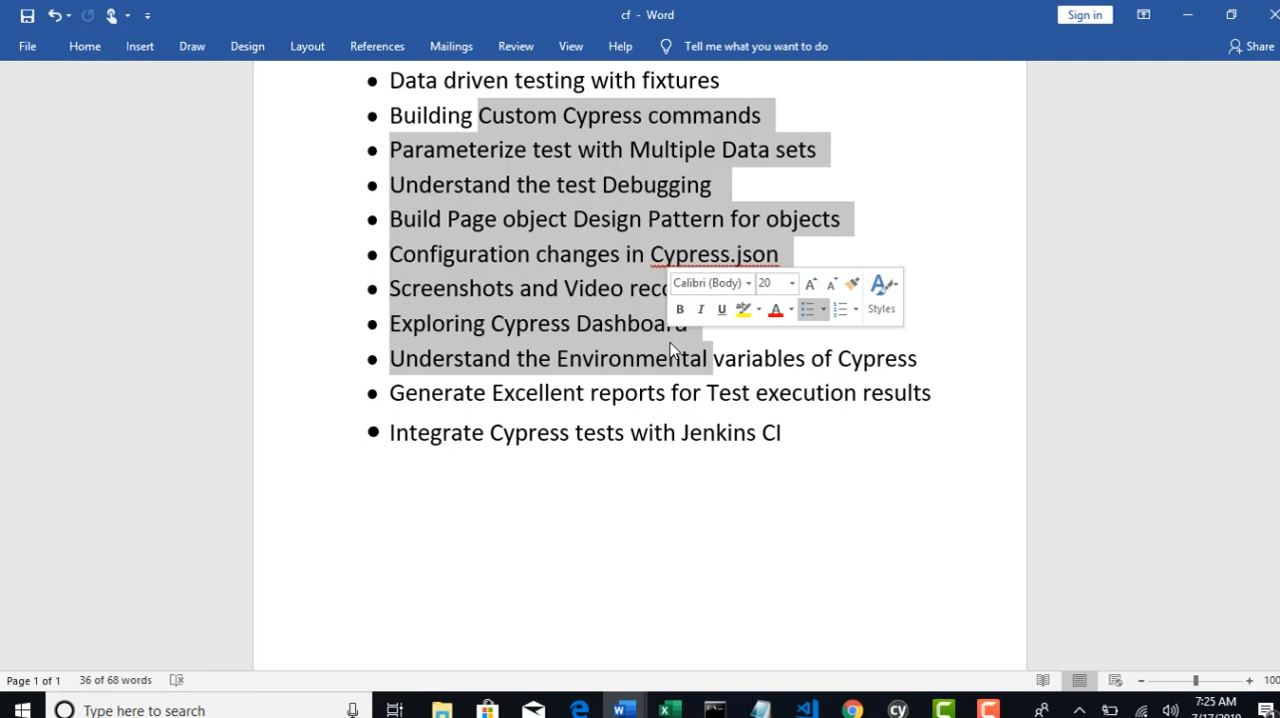 cf - Word
Sign in
File Home Insert Draw Design Layout References Mailings Review View Help Tell me what you want to do Share
• Data driven testing with fixtures
• Building Custom Cypress commands
• Parameterize test with Multiple Data sets
• Understand the test Debugging
• Build Page object Design Pattern for objects
• Configuration changes in Cypress.json
• Screenshots and Video
Calibri (Body) 20
B I U Styles
• Exploring Cypress Dashboard
• Understand the Environmental variables of Cypress
• Generate Excellent reports for Test execution results
• Integrate Cypress tests with Jenkins CI
Page 1 of 1 36 of 68 words
Type here to search
7:25 AM